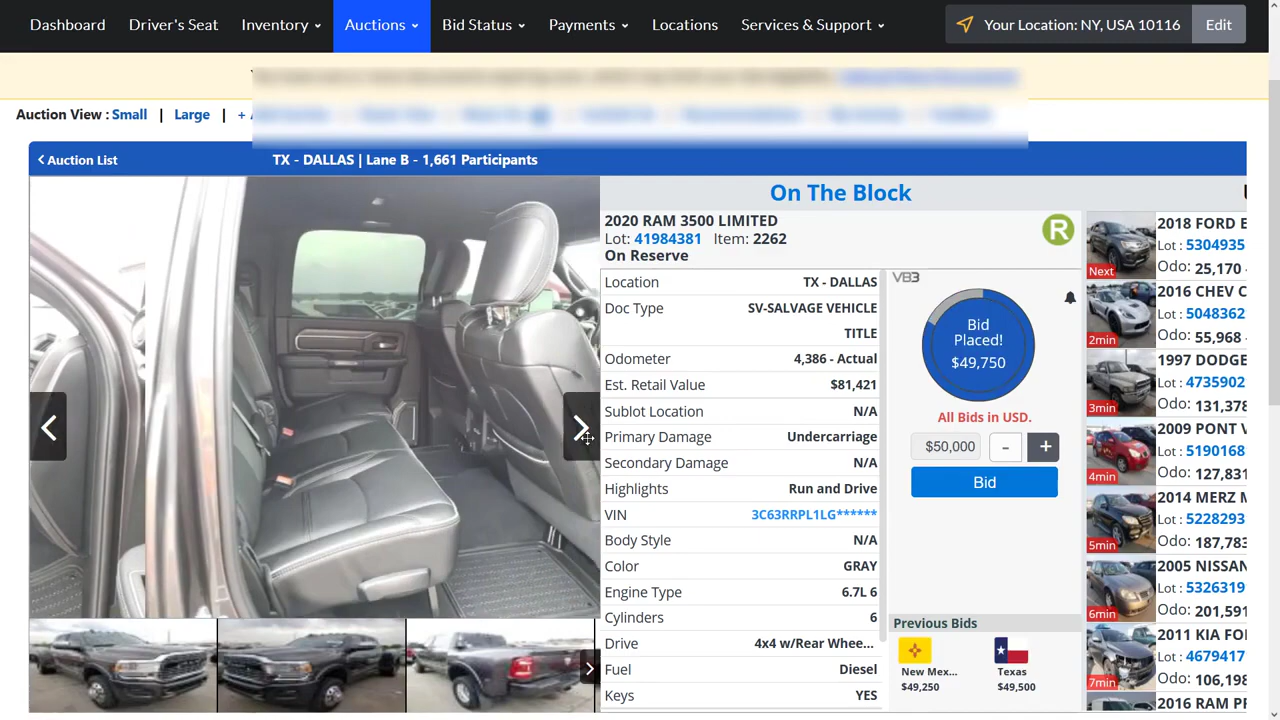 Dashboard Driver's Seat Inventory Auctions Bid Status Payments Locations Services & Support Your Location: NY, USA 10116 Edit
Auction View : Small | Large | +
Auction List TX - DALLAS | Lane B - 1,661 Participants
On The Block
2020 RAM 3500 LIMITED
Lot: 41984381 Item: 2262
On Reserve
R
Location TX - DALLAS
Doc Type SV-SALVAGE VEHICLE
TITLE
Odometer 4,386 - Actual
Est. Retail Value $81,421
Sublot Location N/A
Primary Damage Undercarriage
Secondary Damage N/A
Highlights Run and Drive
VIN 3C63RRPL1LG******
Body Style N/A
Color GRAY
Engine Type 6.7L 6
Cylinders 6
Drive 4x4 w/Rear Whee...
Fuel Diesel
Keys YES
VB3
Bid
Placed!
$49,750
All Bids in USD.
$50,000 - +
Bid
Previous Bids
New Mex... Texas
$49,250 $49,500
2018 FORD E
Lot : 5304935
Next Odo: 25,170
2016 CHEV C
Lot : 5048362
2min Odo: 55,968
1997 DODGE
Lot : 4735902
3min Odo: 131,378
2009 PONT V
Lot : 5190168
4min Odo: 127,831
2014 MERZ M
Lot : 5228293
5min Odo: 187,783
2005 NISSAN
Lot : 5326319
6min Odo: 201,591
2011 KIA FO
Lot : 4679417
7min Odo: 106,198
2016 RAM PR